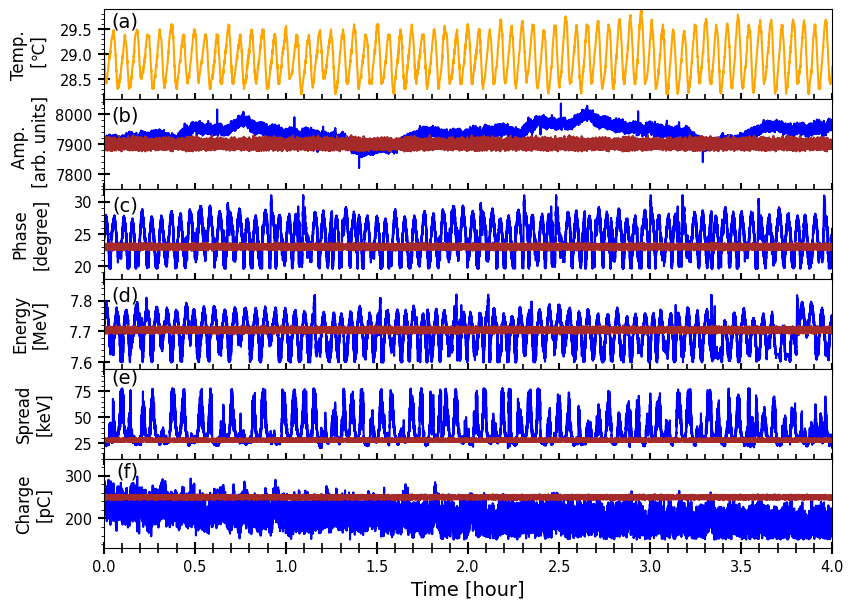 (a)
Temp.
[℃]
29.5
29.0
28.5
(b)
Amp.
[arb. units]
8000
7900
7800
(c)
Phase
[degree]
30
25
20
(d)
Energy
[MeV]
7.8
7.7
7.6
(e)
Spread
[keV]
75
50
25
(f)
Charge
[pC]
300
200
0.0 0.5 1.0 1.5 2.0 2.5 3.0 3.5 4.0
Time [hour]